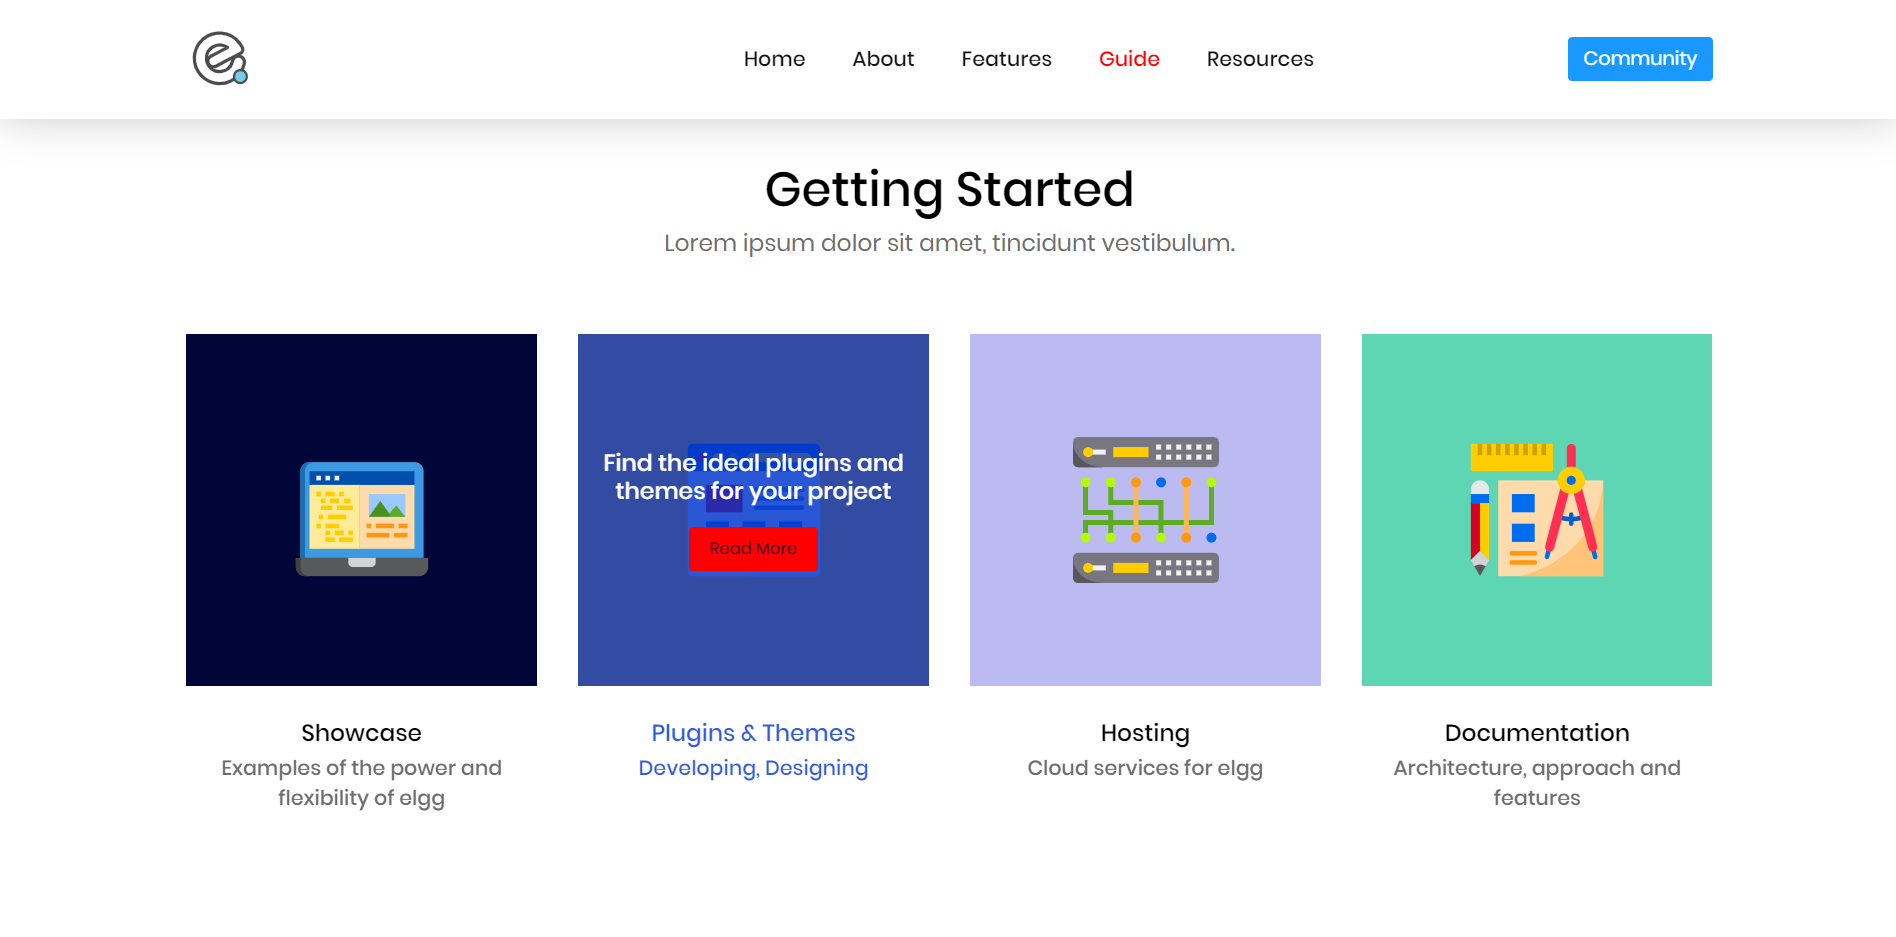 Home About Features Guide Resources Community
Getting Started
Lorem ipsum dolor sit amet, tincidunt vestibulum.
Find the ideal plugins and
themes for your project
Read More
Showcase
Examples of the power and
flexibility of elgg
Plugins & Themes
Developing, Designing
Hosting
Cloud services for elgg
Documentation
Architecture, approach and
features